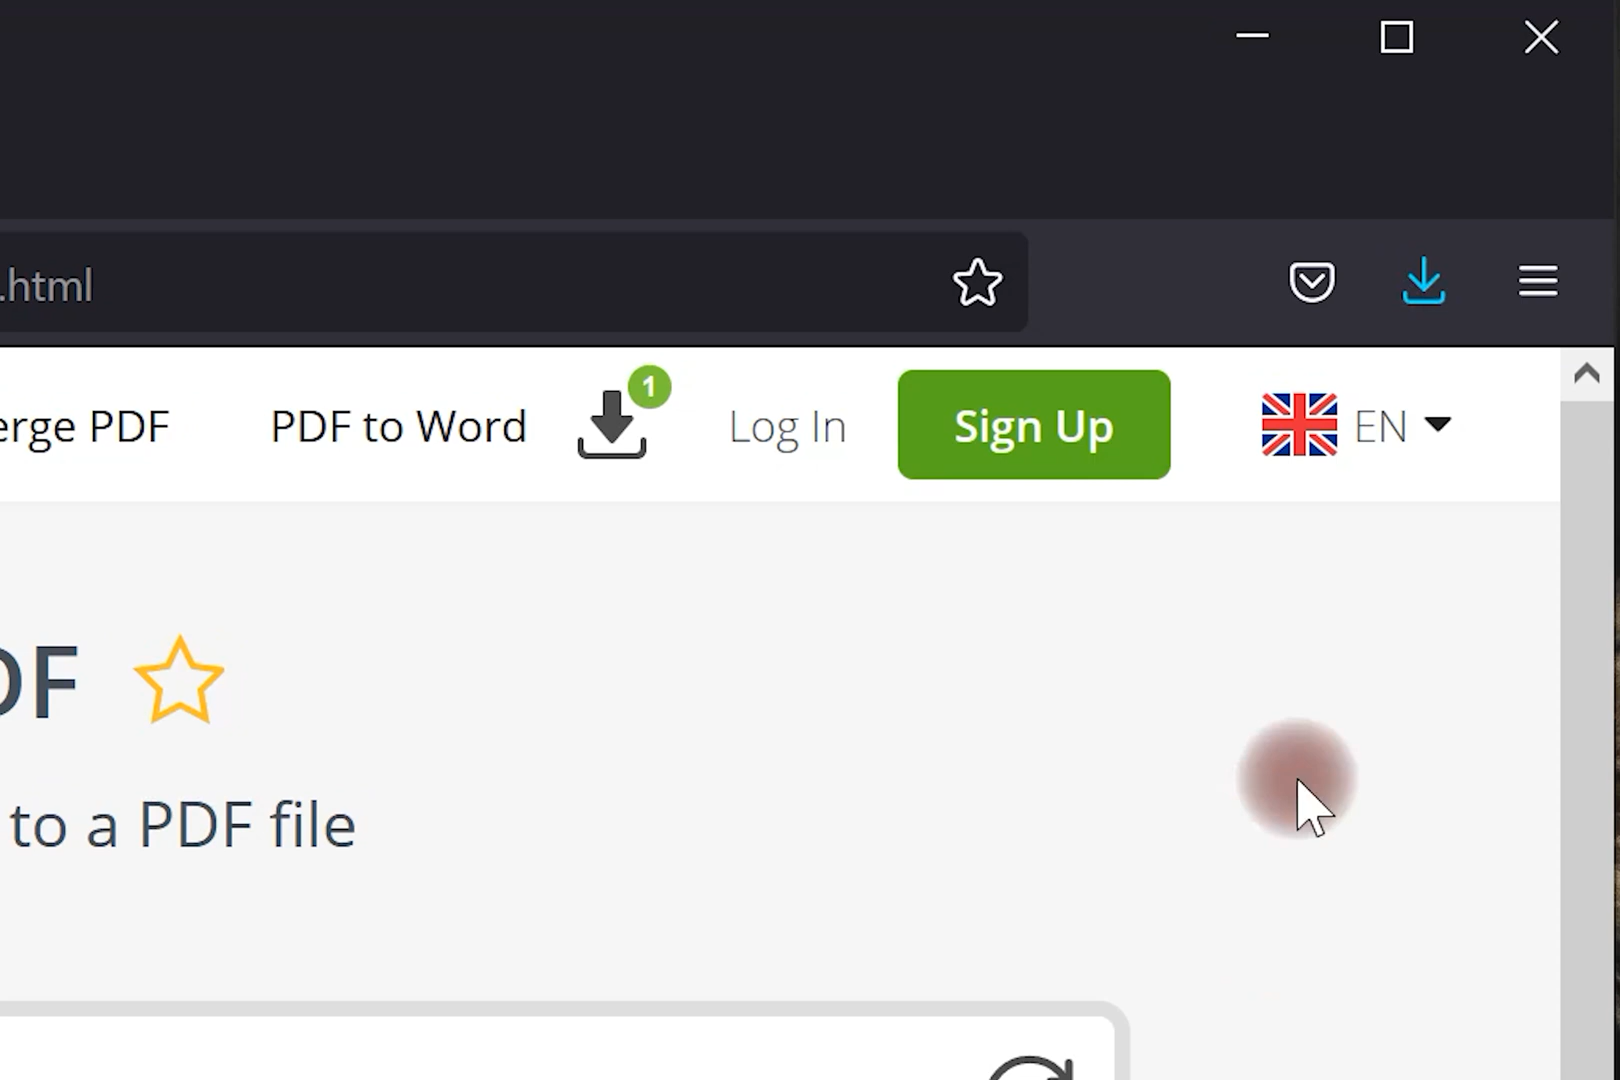 .html
erge PDF PDF to Word 1 Log In Sign Up EN
DF
to a PDF file